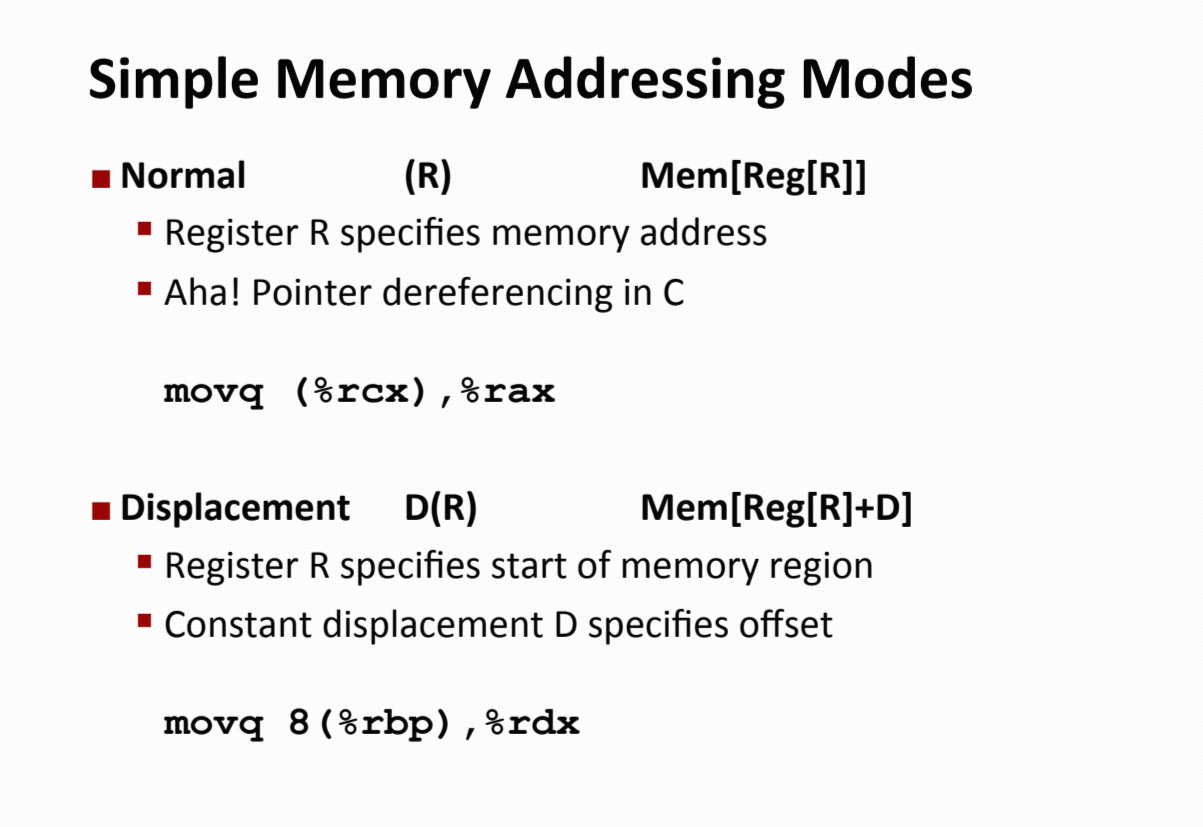 Simple Memory Addressing Modes
■ Normal (R) Mem[Reg[R]]
▪ Register R specifies memory address
▪ Aha! Pointer dereferencing in C
movq (%rcx),%rax
■ Displacement D(R) Mem[Reg[R]+D]
▪ Register R specifies start of memory region
▪ Constant displacement D specifies offset
movq 8(%rbp),%rdx